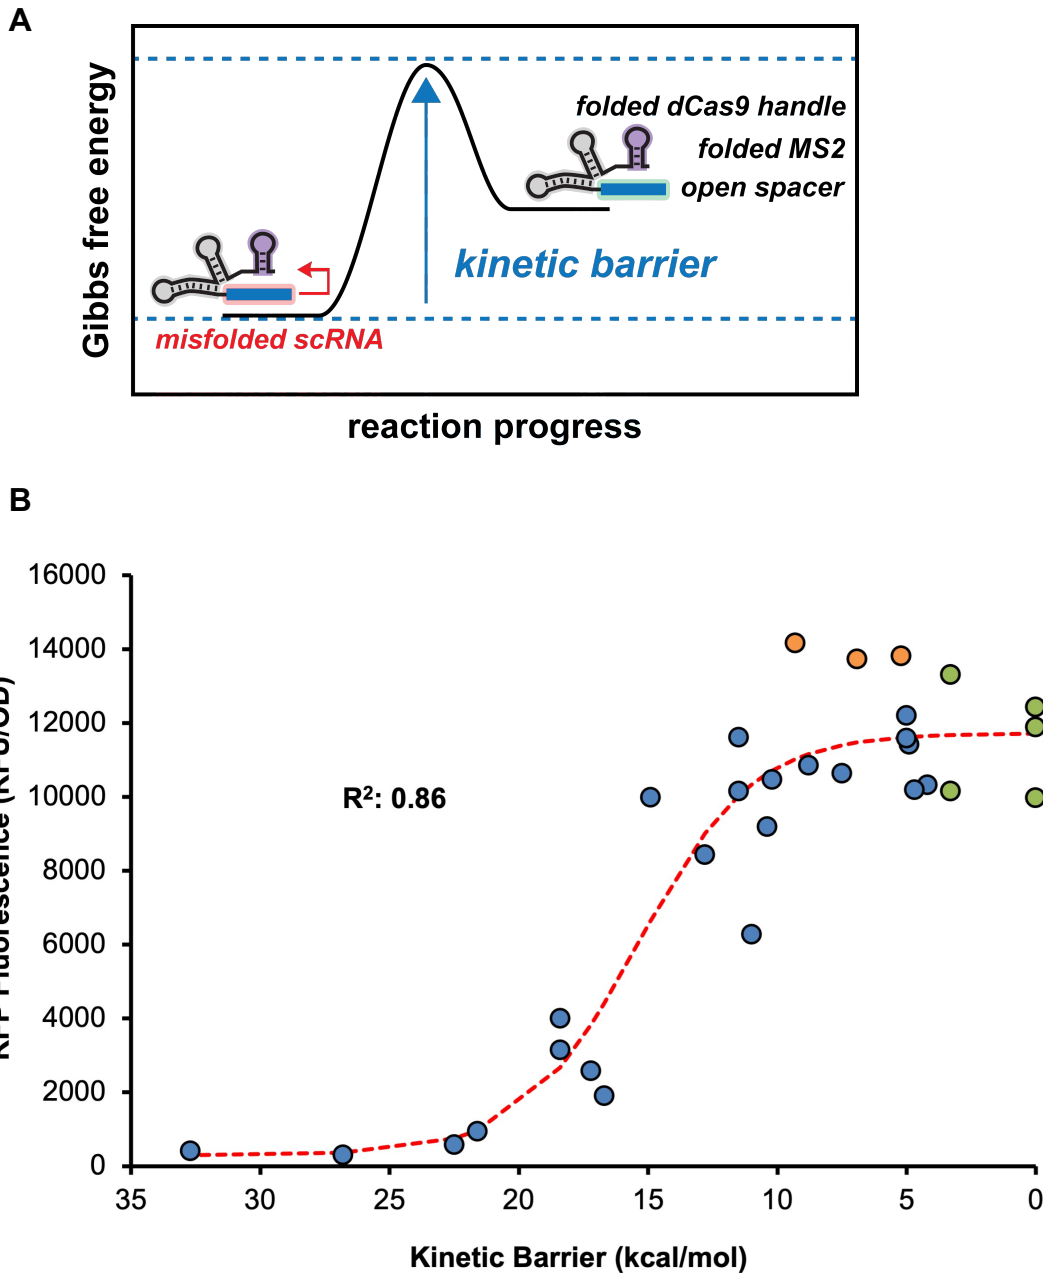 A
Gibbs free energy
folded dCas9 handle
folded MS2
open spacer
kinetic barrier
misfolded scRNA
reaction progress
B
16000
14000
12000
10000
8000
6000
4000
2000
0
R²: 0.86
35 30 25 20 15 10 5 0
Kinetic Barrier (kcal/mol)